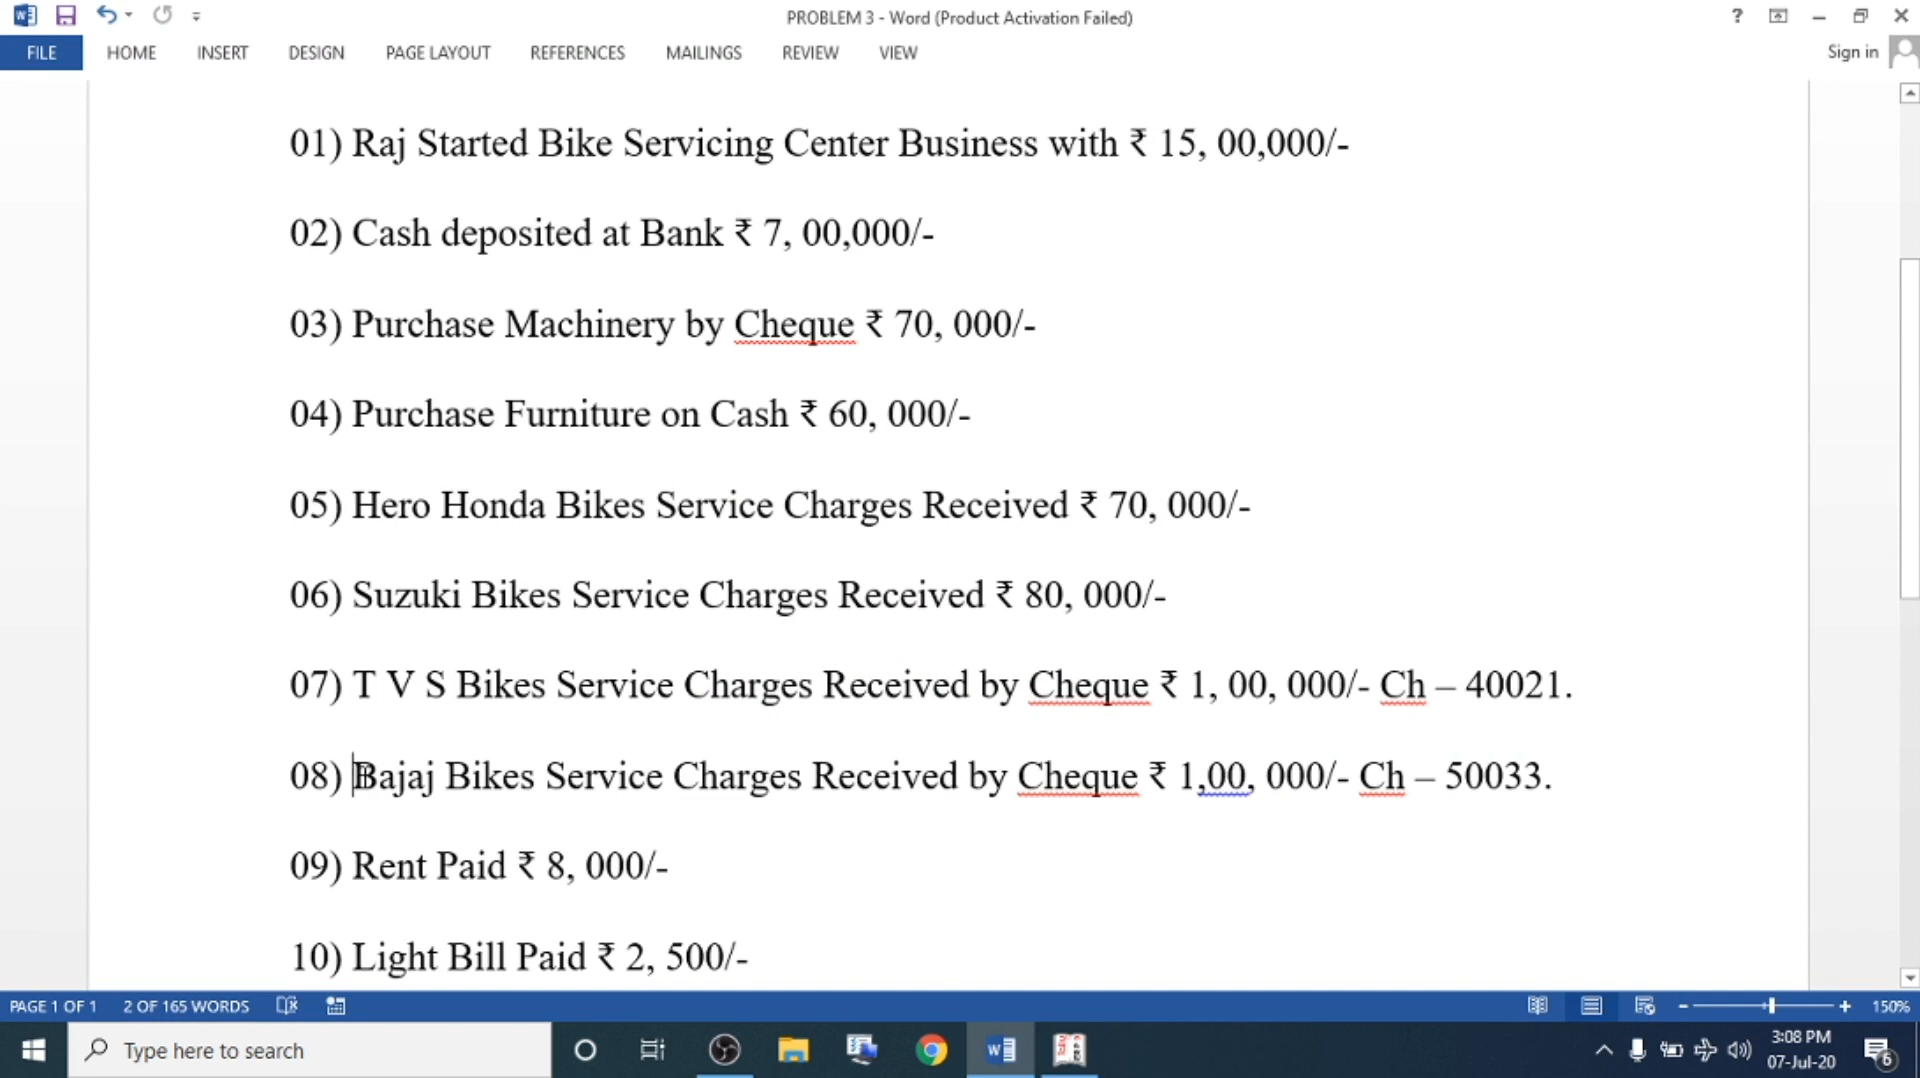 PROBLEM 3 - Word (Product Activation Failed)
FILE HOME INSERT DESIGN PAGE LAYOUT REFERENCES MAILINGS REVIEW VIEW Sign in
01) Raj Started Bike Servicing Center Business with ₹ 15, 00,000/-
02) Cash deposited at Bank ₹ 7, 00,000/-
03) Purchase Machinery by Cheque ₹ 70, 000/-
04) Purchase Furniture on Cash ₹ 60, 000/-
05) Hero Honda Bikes Service Charges Received ₹ 70, 000/-
06) Suzuki Bikes Service Charges Received ₹ 80, 000/-
07) T V S Bikes Service Charges Received by Cheque ₹ 1, 00, 000/- Ch – 40021.
08) Bajaj Bikes Service Charges Received by Cheque ₹ 1,00, 000/- Ch – 50033.
09) Rent Paid ₹ 8, 000/-
10) Light Bill Paid ₹ 2, 500/-
PAGE 1 OF 1 2 OF 165 WORDS 150%
Type here to search
3:08 PM
07-Jul-20
6